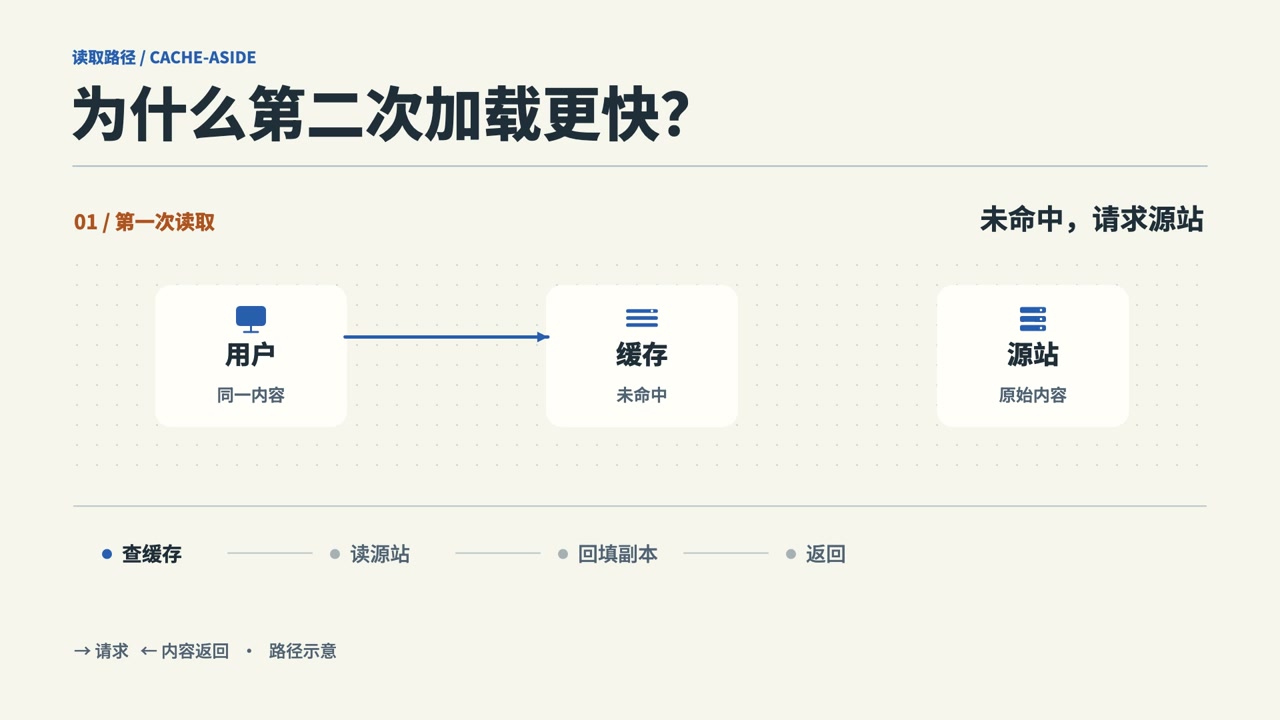 读取路径 / CACHE-ASIDE
为什么第二次加载更快？
01 / 第一次读取
未命中，请求源站
用户
同一内容
缓存
未命中
源站
原始内容
查缓存
读源站
回填副本
返回
→ 请求 ← 内容返回 · 路径示意